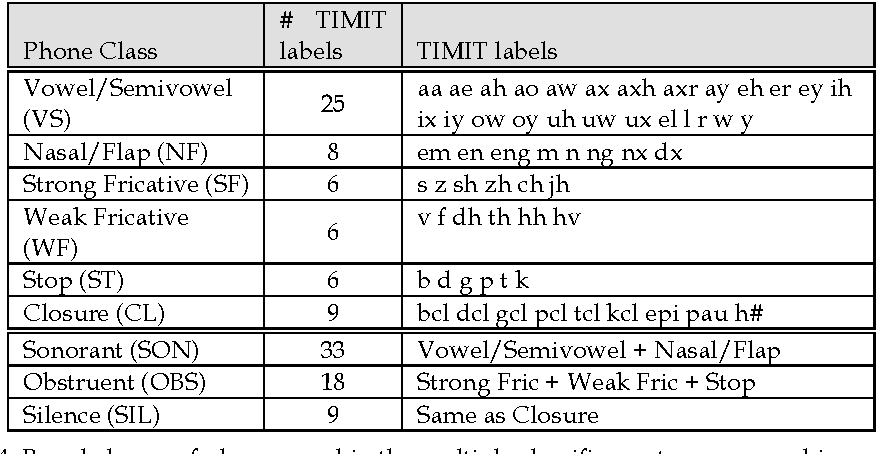 # TIMIT
Phone Class labels TIMIT labels
Vowel/Semivowel
(VS) 25 aa ae ah ao aw ax axh axr ay eh er ey ih
ix iy ow oy uh uw ux el l r w y
Nasal/Flap (NF) 8 em en eng m n ng nx dx
Strong Fricative (SF) 6 s z sh zh ch jh
Weak Fricative
(WF) 6 v f dh th hh hv
Stop (ST) 6 b d g p t k
Closure (CL) 9 bcl dcl gcl pcl tcl kcl epi pau h#
Sonorant (SON) 33 Vowel/Semivowel + Nasal/Flap
Obstruent (OBS) 18 Strong Fric + Weak Fric + Stop
Silence (SIL) 9 Same as Closure